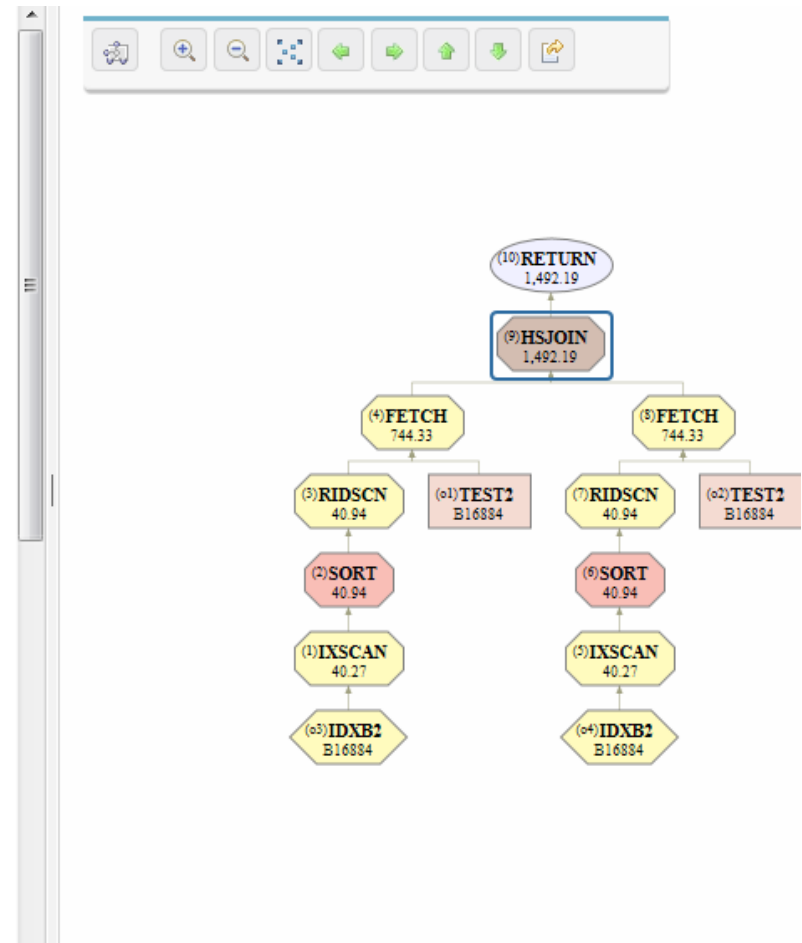 (10)RETURN
1,492.19
(9)HSJOIN
1,492.19
(4)FETCH
744.33
(8)FETCH
744.33
(3)RIDSCN
40.94
(o1)TEST2
B16884
(7)RIDSCN
40.94
(o2)TEST2
B16884
(2)SORT
40.94
(6)SORT
40.94
(1)IXSCAN
40.27
(5)IXSCAN
40.27
(o3)IDXB2
B16884
(o4)IDXB2
B16884